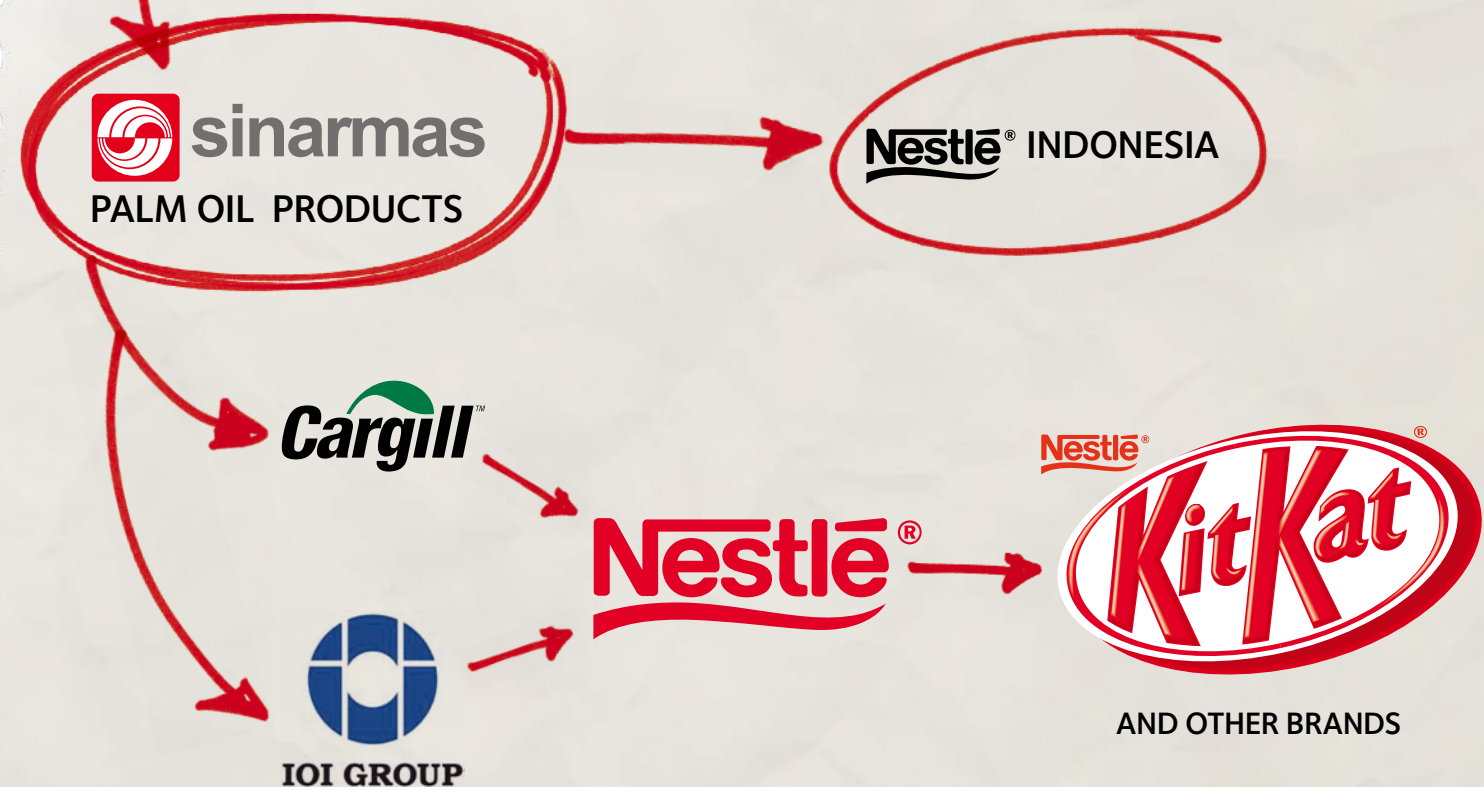 sinarmas
PALM OIL PRODUCTS
Nestlé® INDONESIA
Cargill™
Nestlé®
Nestlé®
KitKat®
AND OTHER BRANDS
IOI GROUP